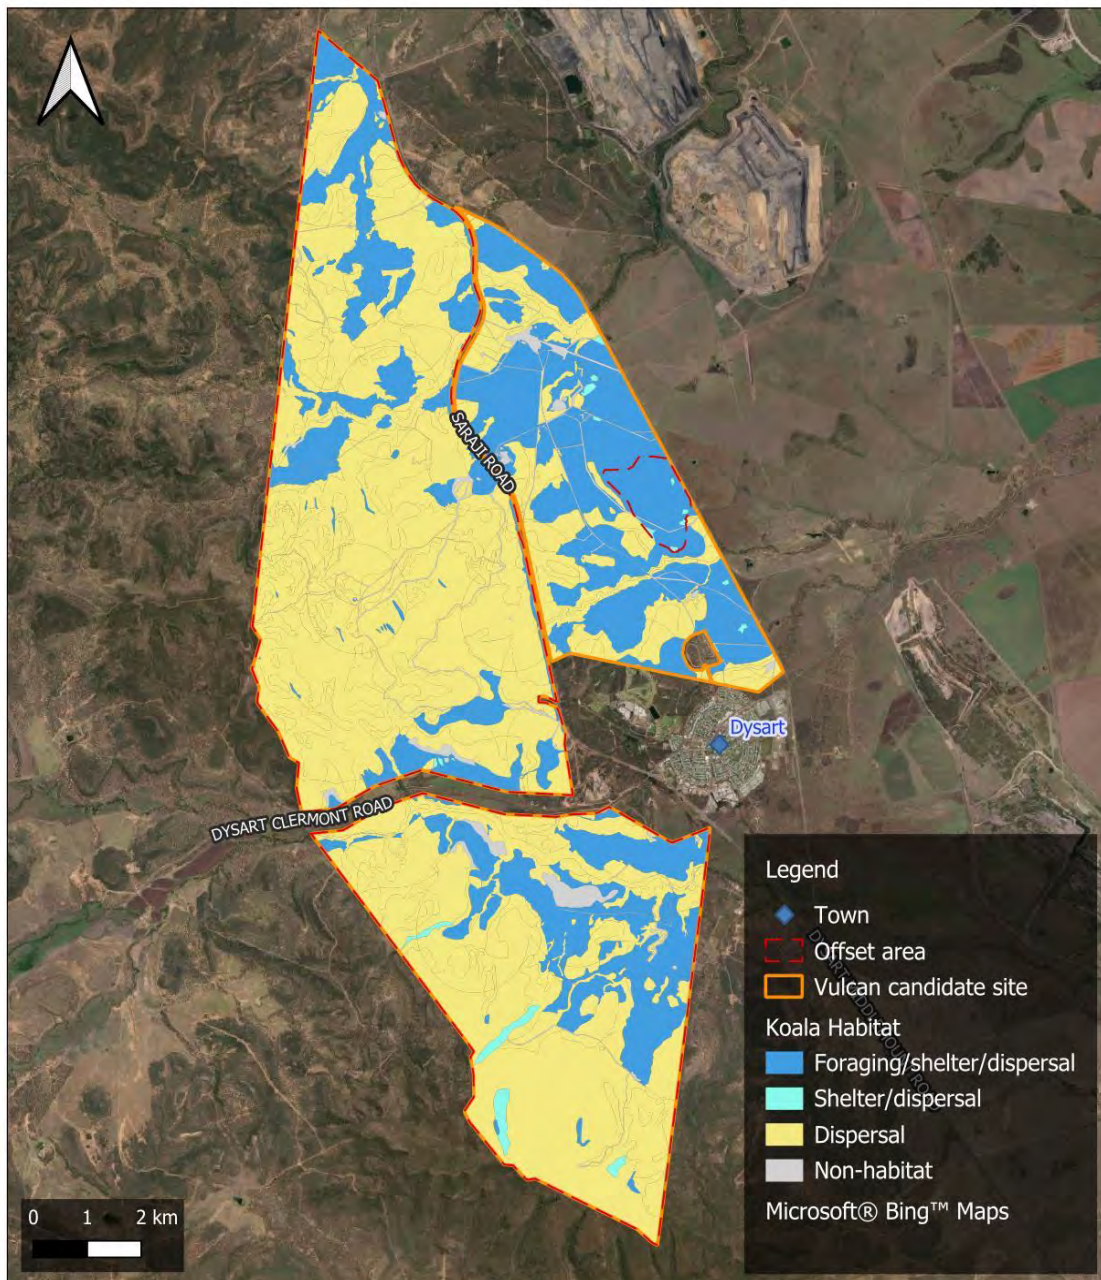 SARAJI ROAD
Dysart
DYSART CLERMONT ROAD
Legend
Town
Offset area
Vulcan candidate site
Koala Habitat
Foraging/shelter/dispersal
Shelter/dispersal
Dispersal
Non-habitat
Microsoft® Bing™ Maps
0 1 2 km